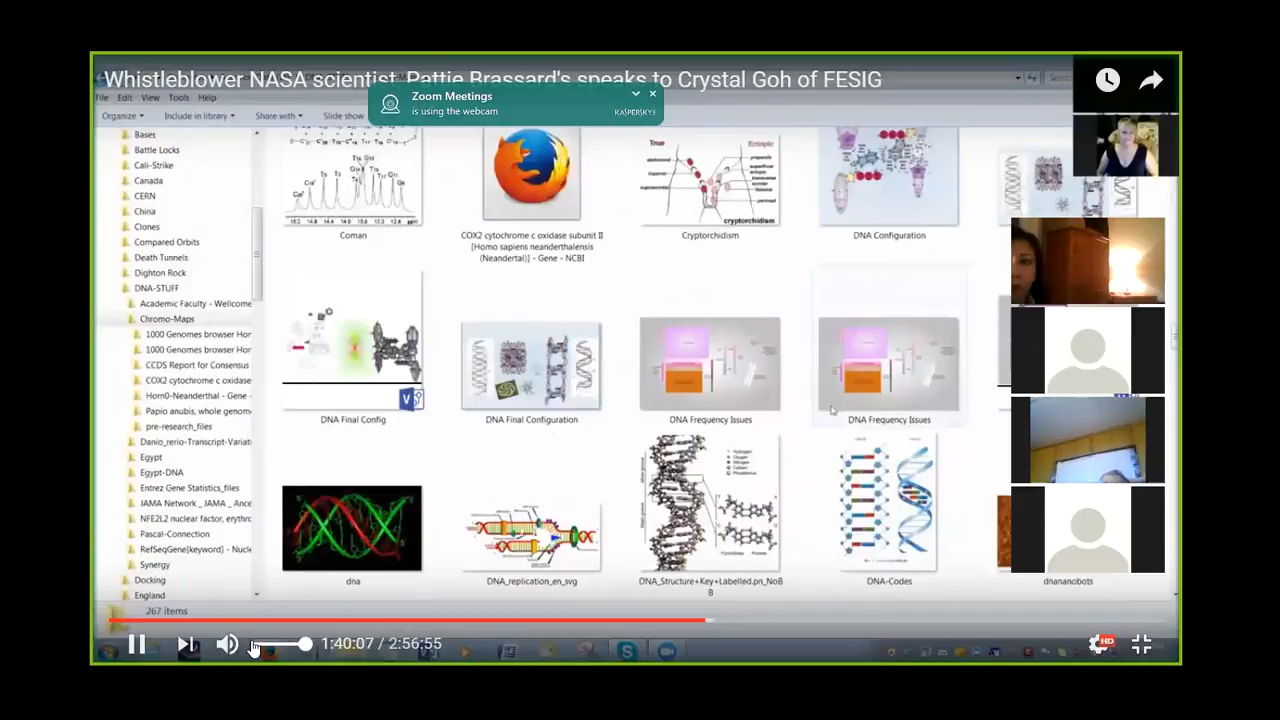 Whistleblower NASA scientist, Pattie Brassard's speaks to Crystal Goh of FESIG
Zoom Meetings
is using the webcam
KASPERSKY
File Edit View Tools Help
Organize Include in library Share with Slide show
Bases
Battle Locks
Cali-Strike
Canada
CERN
China
Clones
Compared Orbits
Death Tunnels
Dighton Rock
DNA-STUFF
Academic Faculty - Wellcome
Chromo-Maps
1000 Genomes browser Hor
1000 Genomes browser Hor
CCDS Report for Consensus
COX2 cytochrome c oxidase
Hom0-Neanderthal - Gene -
Papio anubis, whole genome
pre-research_files
Danio_rerio-Transcript-Variati
Egypt
Egypt-DNA
Entrez Gene Statistics_files
JAMA Network _ JAMA _ Ance
NFE2L2 nuclear factor, erythro
Pascal-Connection
RefSeqGene[keyword] - Nucle
Synergy
Docking
England
Coman
COX2 cytochrome c oxidase subunit II
[Homo sapiens neanderthalensis
(Neandertal)] - Gene - NCBI
True Ectopic
cryptorchidism
Cryptorchidism
DNA Configuration
DNA Final Config
DNA Final Configuration
DNA Frequency Issues
DNA Frequency Issues
dna
DNA_replication_en_svg
DNA_Structure+Key+Labelled.pn_NoB
B
DNA-Codes
dnananobots
267 items
1:40:07 / 2:56:55
HD